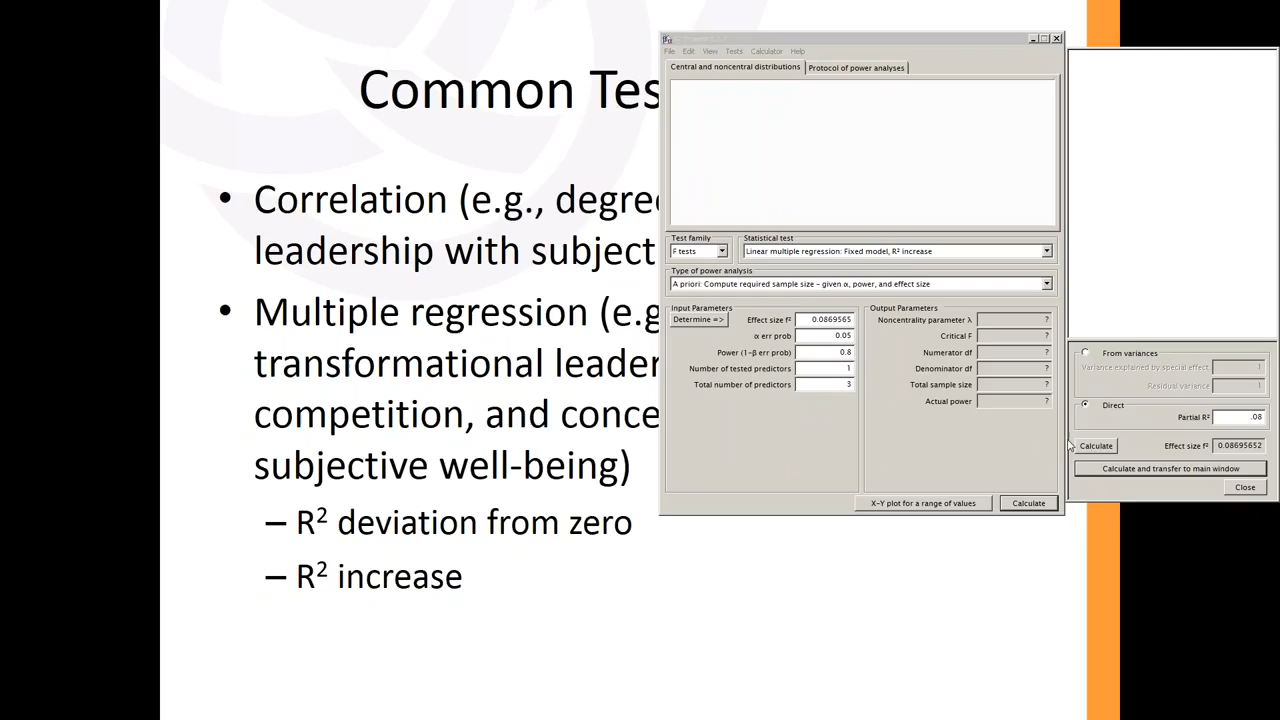 Common Tes
• Correlation (e.g., degree
leadership with subject
• Multiple regression (e.g
transformational leader
competition, and conce
subjective well-being)
– R² deviation from zero
– R² increase
File Edit View Tests Calculator Help
Central and noncentral distributions Protocol of power analyses
Test family Statistical test
F tests Linear multiple regression: Fixed model, R² increase
Type of power analysis
A priori: Compute required sample size – given α, power, and effect size
Input Parameters
Determine => Effect size f² 0.0869565
α err prob 0.05
Power (1-β err prob) 0.8
Number of tested predictors 1
Total number of predictors 3
Output Parameters
Noncentrality parameter λ ?
Critical F ?
Numerator df ?
Denominator df ?
Total sample size ?
Actual power ?
X-Y plot for a range of values Calculate
From variances
Variance explained by special effect 1
Residual variance 1
Direct
Partial R² .08
Calculate Effect size f² 0.08695652
Calculate and transfer to main window
Close